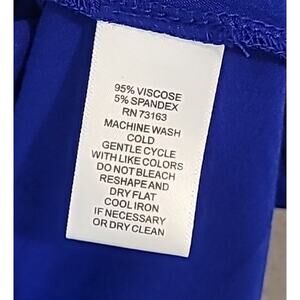 95% VISCOSE
5% SPANDEX
RN 73163
MACHINE WASH
COLD
GENTLE CYCLE
WITH LIKE COLORS
DO NOT BLEACH
RESHAPE AND
DRY FLAT
COOL IRON
IF NECESSARY
OR DRY CLEAN